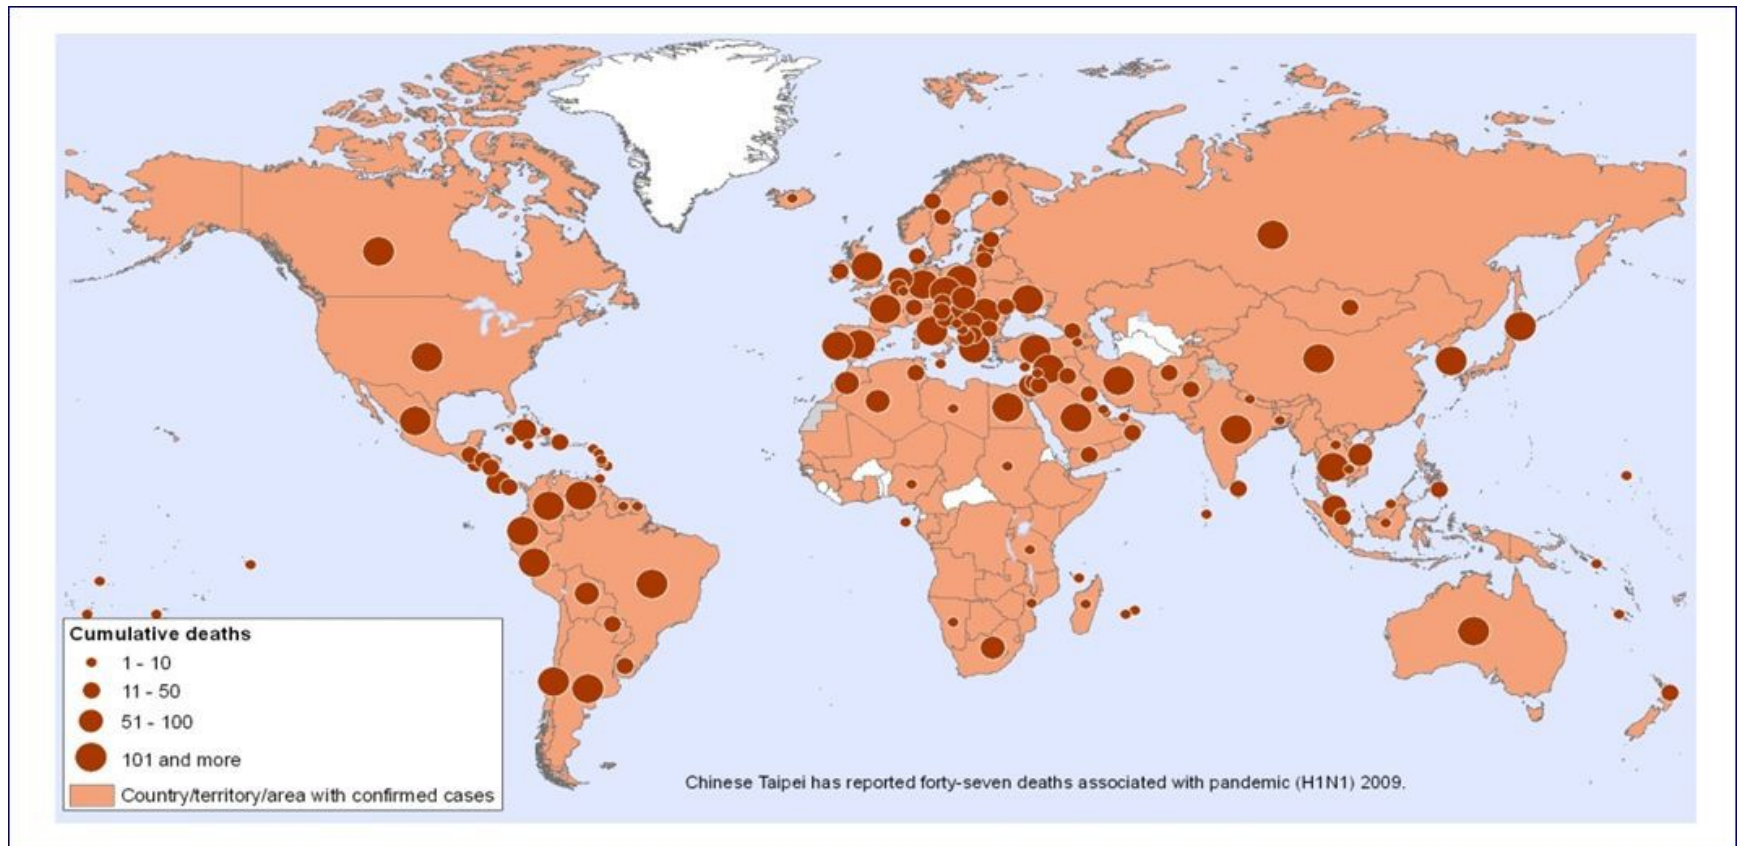 Cumulative deaths
1 - 10
11 - 50
51 - 100
101 and more
Country/territory/area with confirmed cases
Chinese Taipei has reported forty-seven deaths associated with pandemic (H1N1) 2009.